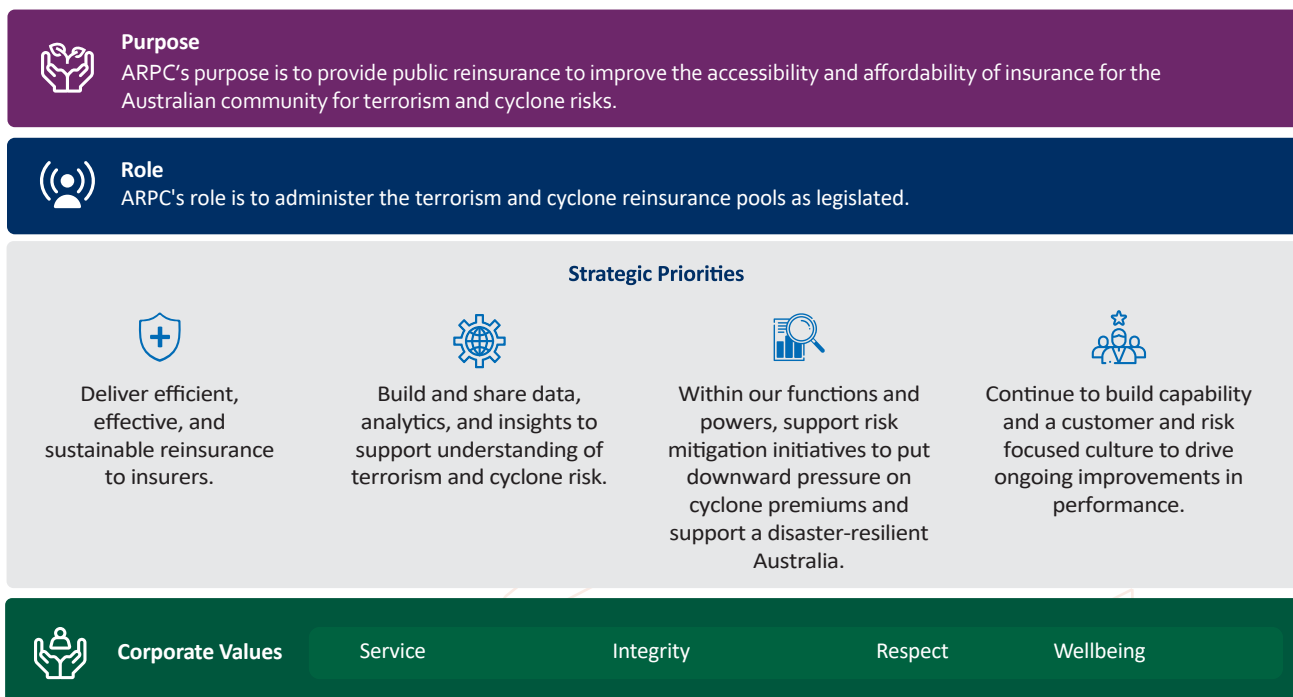 Purpose
ARPC’s purpose is to provide public reinsurance to improve the accessibility and affordability of insurance for the
Australian community for terrorism and cyclone risks.
Role
ARPC's role is to administer the terrorism and cyclone reinsurance pools as legislated.
Strategic Priorities
Deliver efficient,
effective, and
sustainable reinsurance
to insurers.
Build and share data,
analytics, and insights to
support understanding of
terrorism and cyclone risk.
Within our functions and
powers, support risk
mitigation initiatives to put
downward pressure on
cyclone premiums and
support a disaster-resilient
Australia.
Continue to build capability
and a customer and risk
focused culture to drive
ongoing improvements in
performance.
Corporate Values
Service
Integrity
Respect
Wellbeing